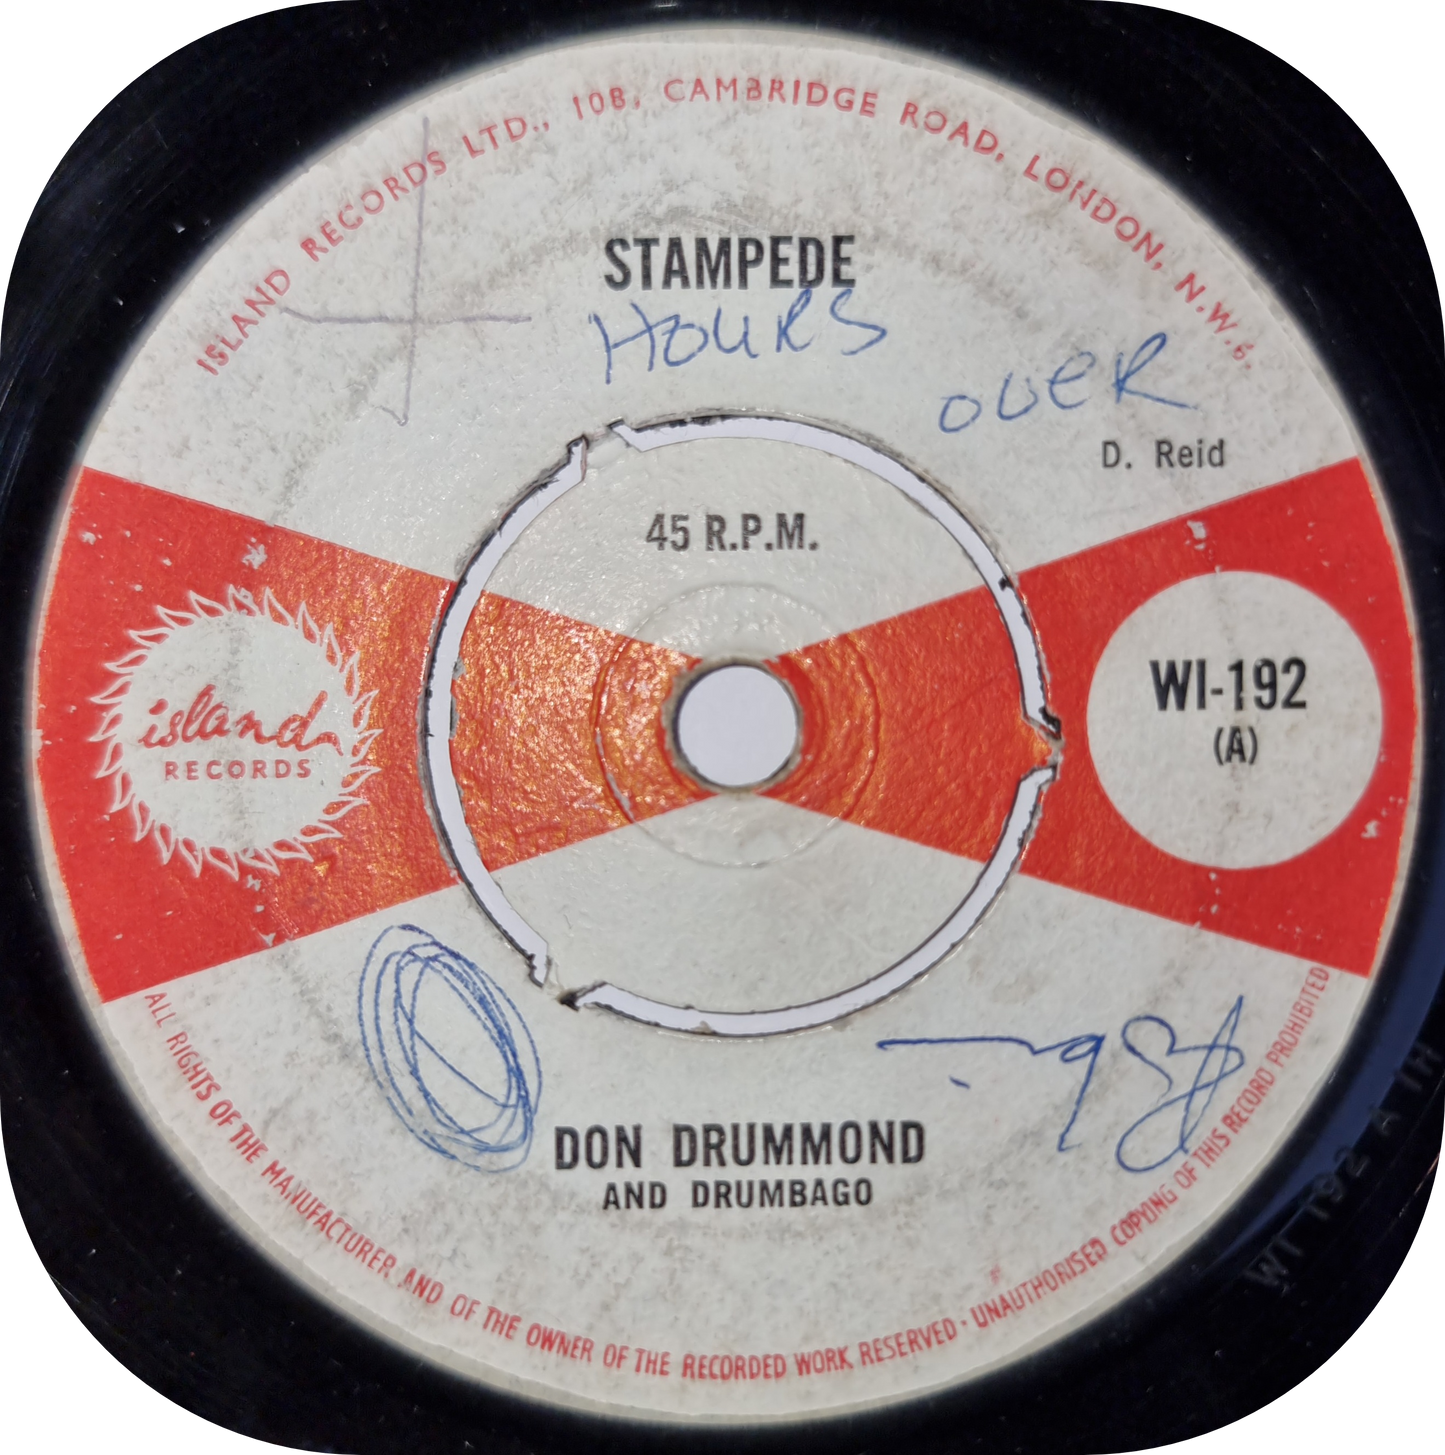 ISLAND RECORDS LTD., 108, CAMBRIDGE ROAD, LONDON, N.W.6.
STAMPEDE
HOURS
OVER
D. Reid
45 R.P.M.
island
RECORDS
WI-192
(A)
DON DRUMMOND
AND DRUMBAGO
ALL RIGHTS OF THE MANUFACTURER AND OF THE OWNER OF THE RECORDED WORK RESERVED · UNAUTHORISED COPYING OF THIS RECORD PROHIBITED
WI 192 A